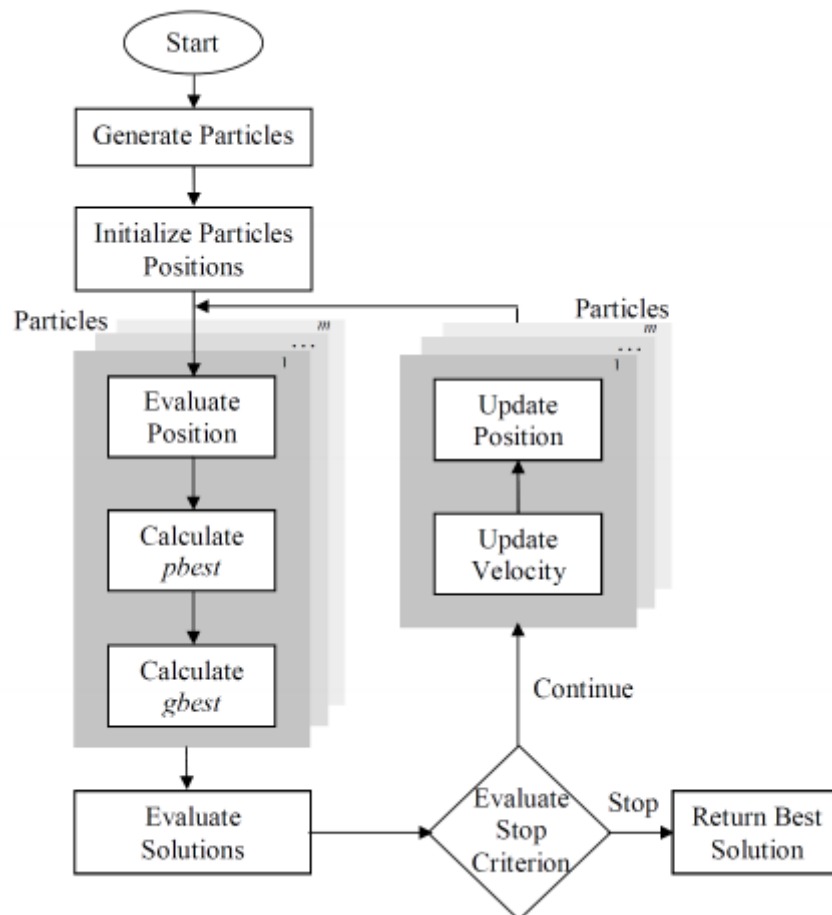 Start
Generate Particles
Initialize Particles
Positions
Particles
m
...
1
Evaluate
Position
Calculate
pbest
Calculate
gbest
Evaluate
Solutions
Evaluate
Stop
Criterion
Continue
Update
Velocity
Update
Position
Particles
m
...
1
Stop
Return Best
Solution